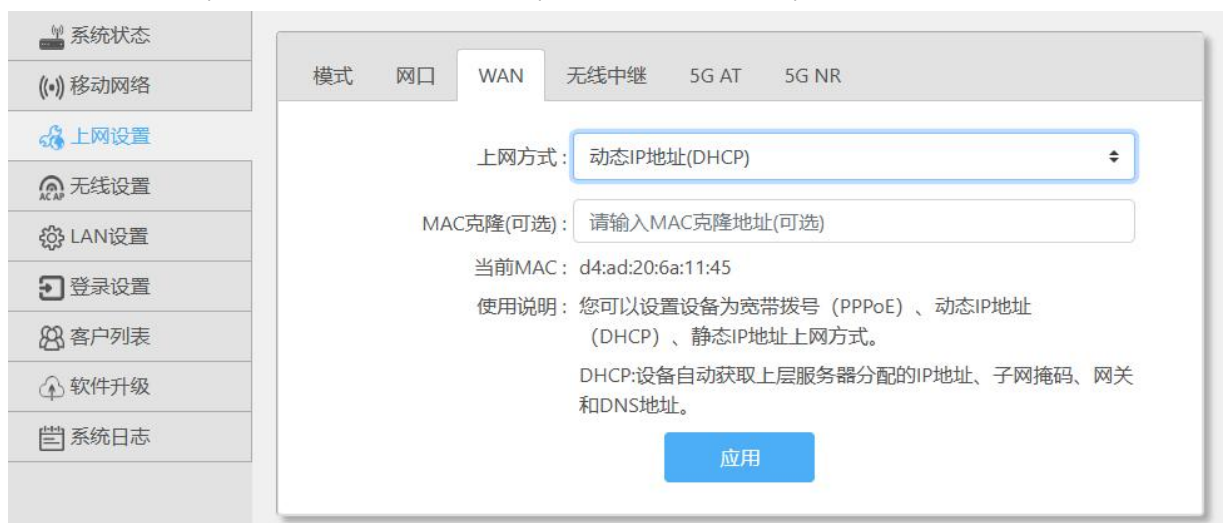 系统状态
移动网络
上网设置
AC AP 无线设置
LAN设置
登录设置
客户列表
软件升级
系统日志
模式 网口 WAN 无线中继 5G AT 5G NR
上网方式： 动态IP地址(DHCP)
MAC克隆(可选)： 请输入MAC克隆地址(可选)
当前MAC： d4:ad:20:6a:11:45
使用说明： 您可以设置设备为宽带拨号（PPPoE）、动态IP地址
（DHCP）、静态IP地址上网方式。
DHCP:设备自动获取上层服务器分配的IP地址、子网掩码、网关
和DNS地址。
应用